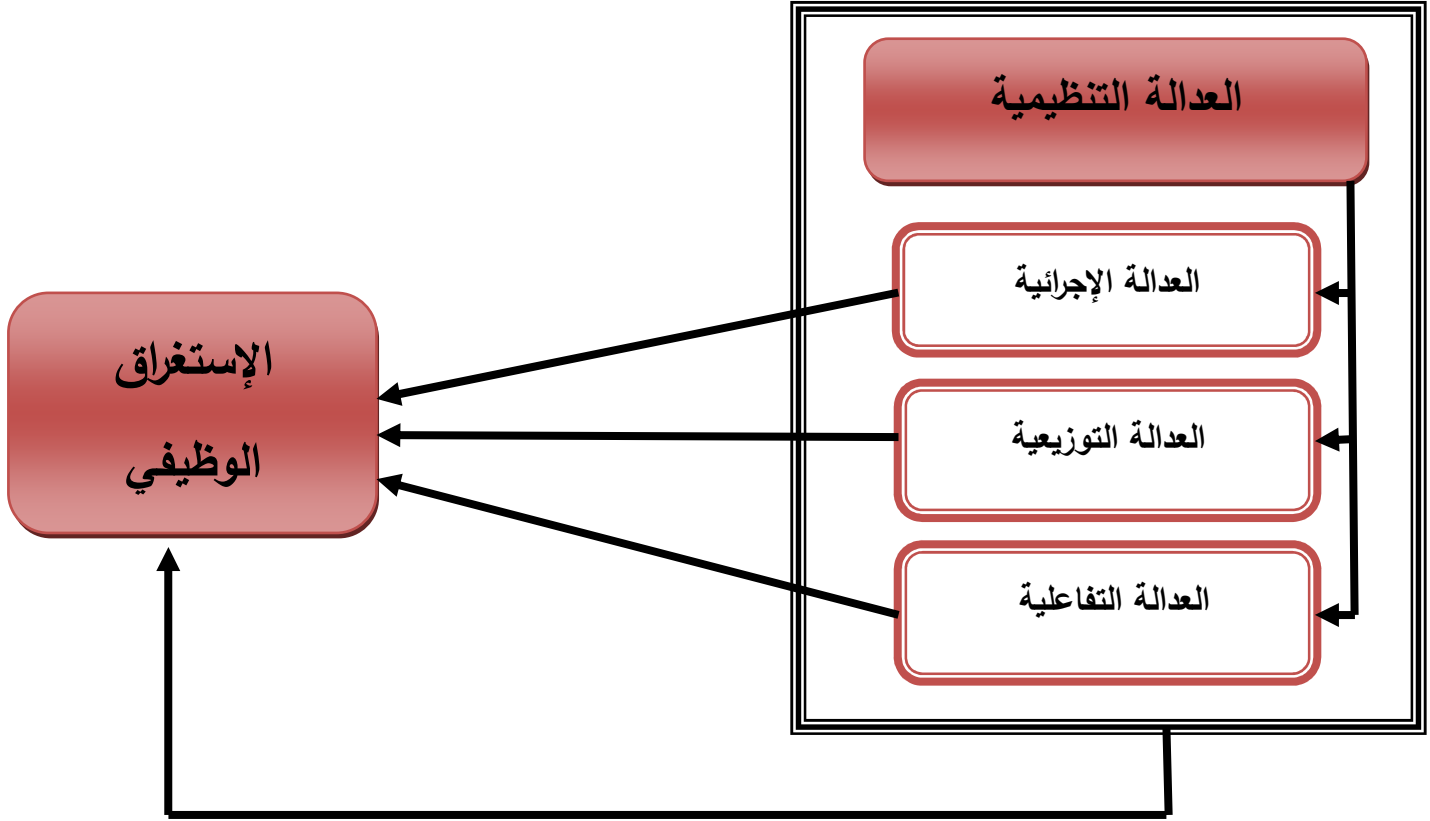 العدالة التنظيمية
العدالة الإجرائية
العدالة التوزيعية
العدالة التفاعلية
الإستغراق
الوظيفي